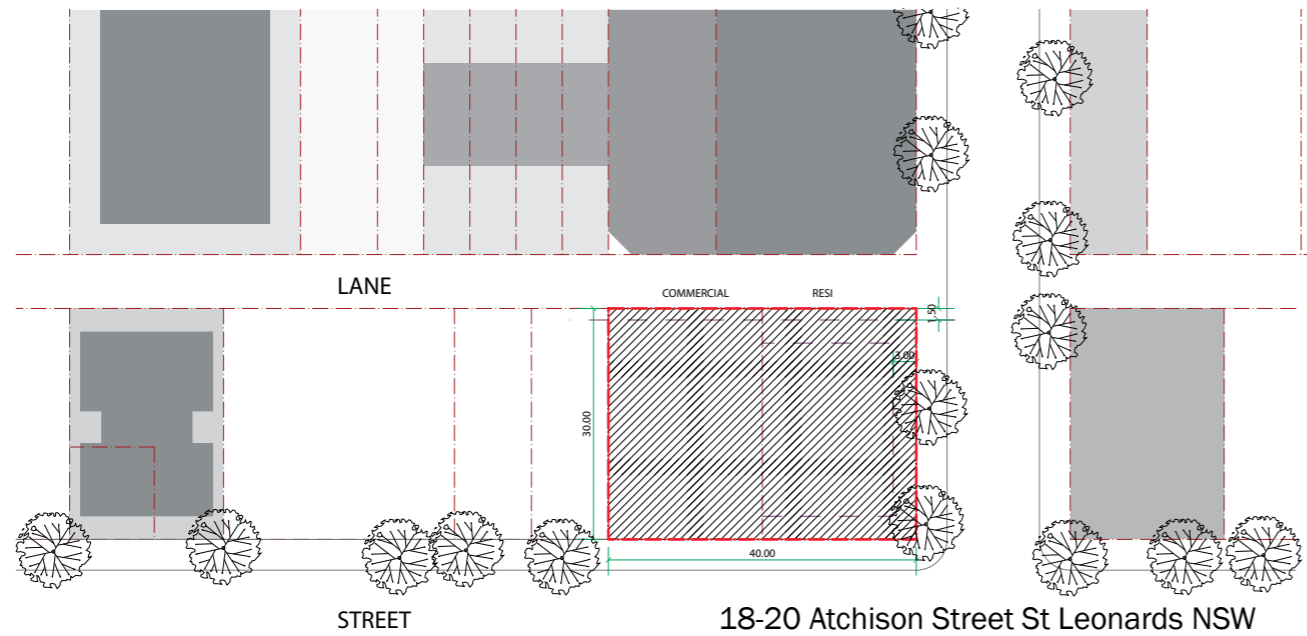 LANE
COMMERCIAL RESI
1.50
3.00
30.00
40.00
STREET
18-20 Atchison Street St Leonards NSW